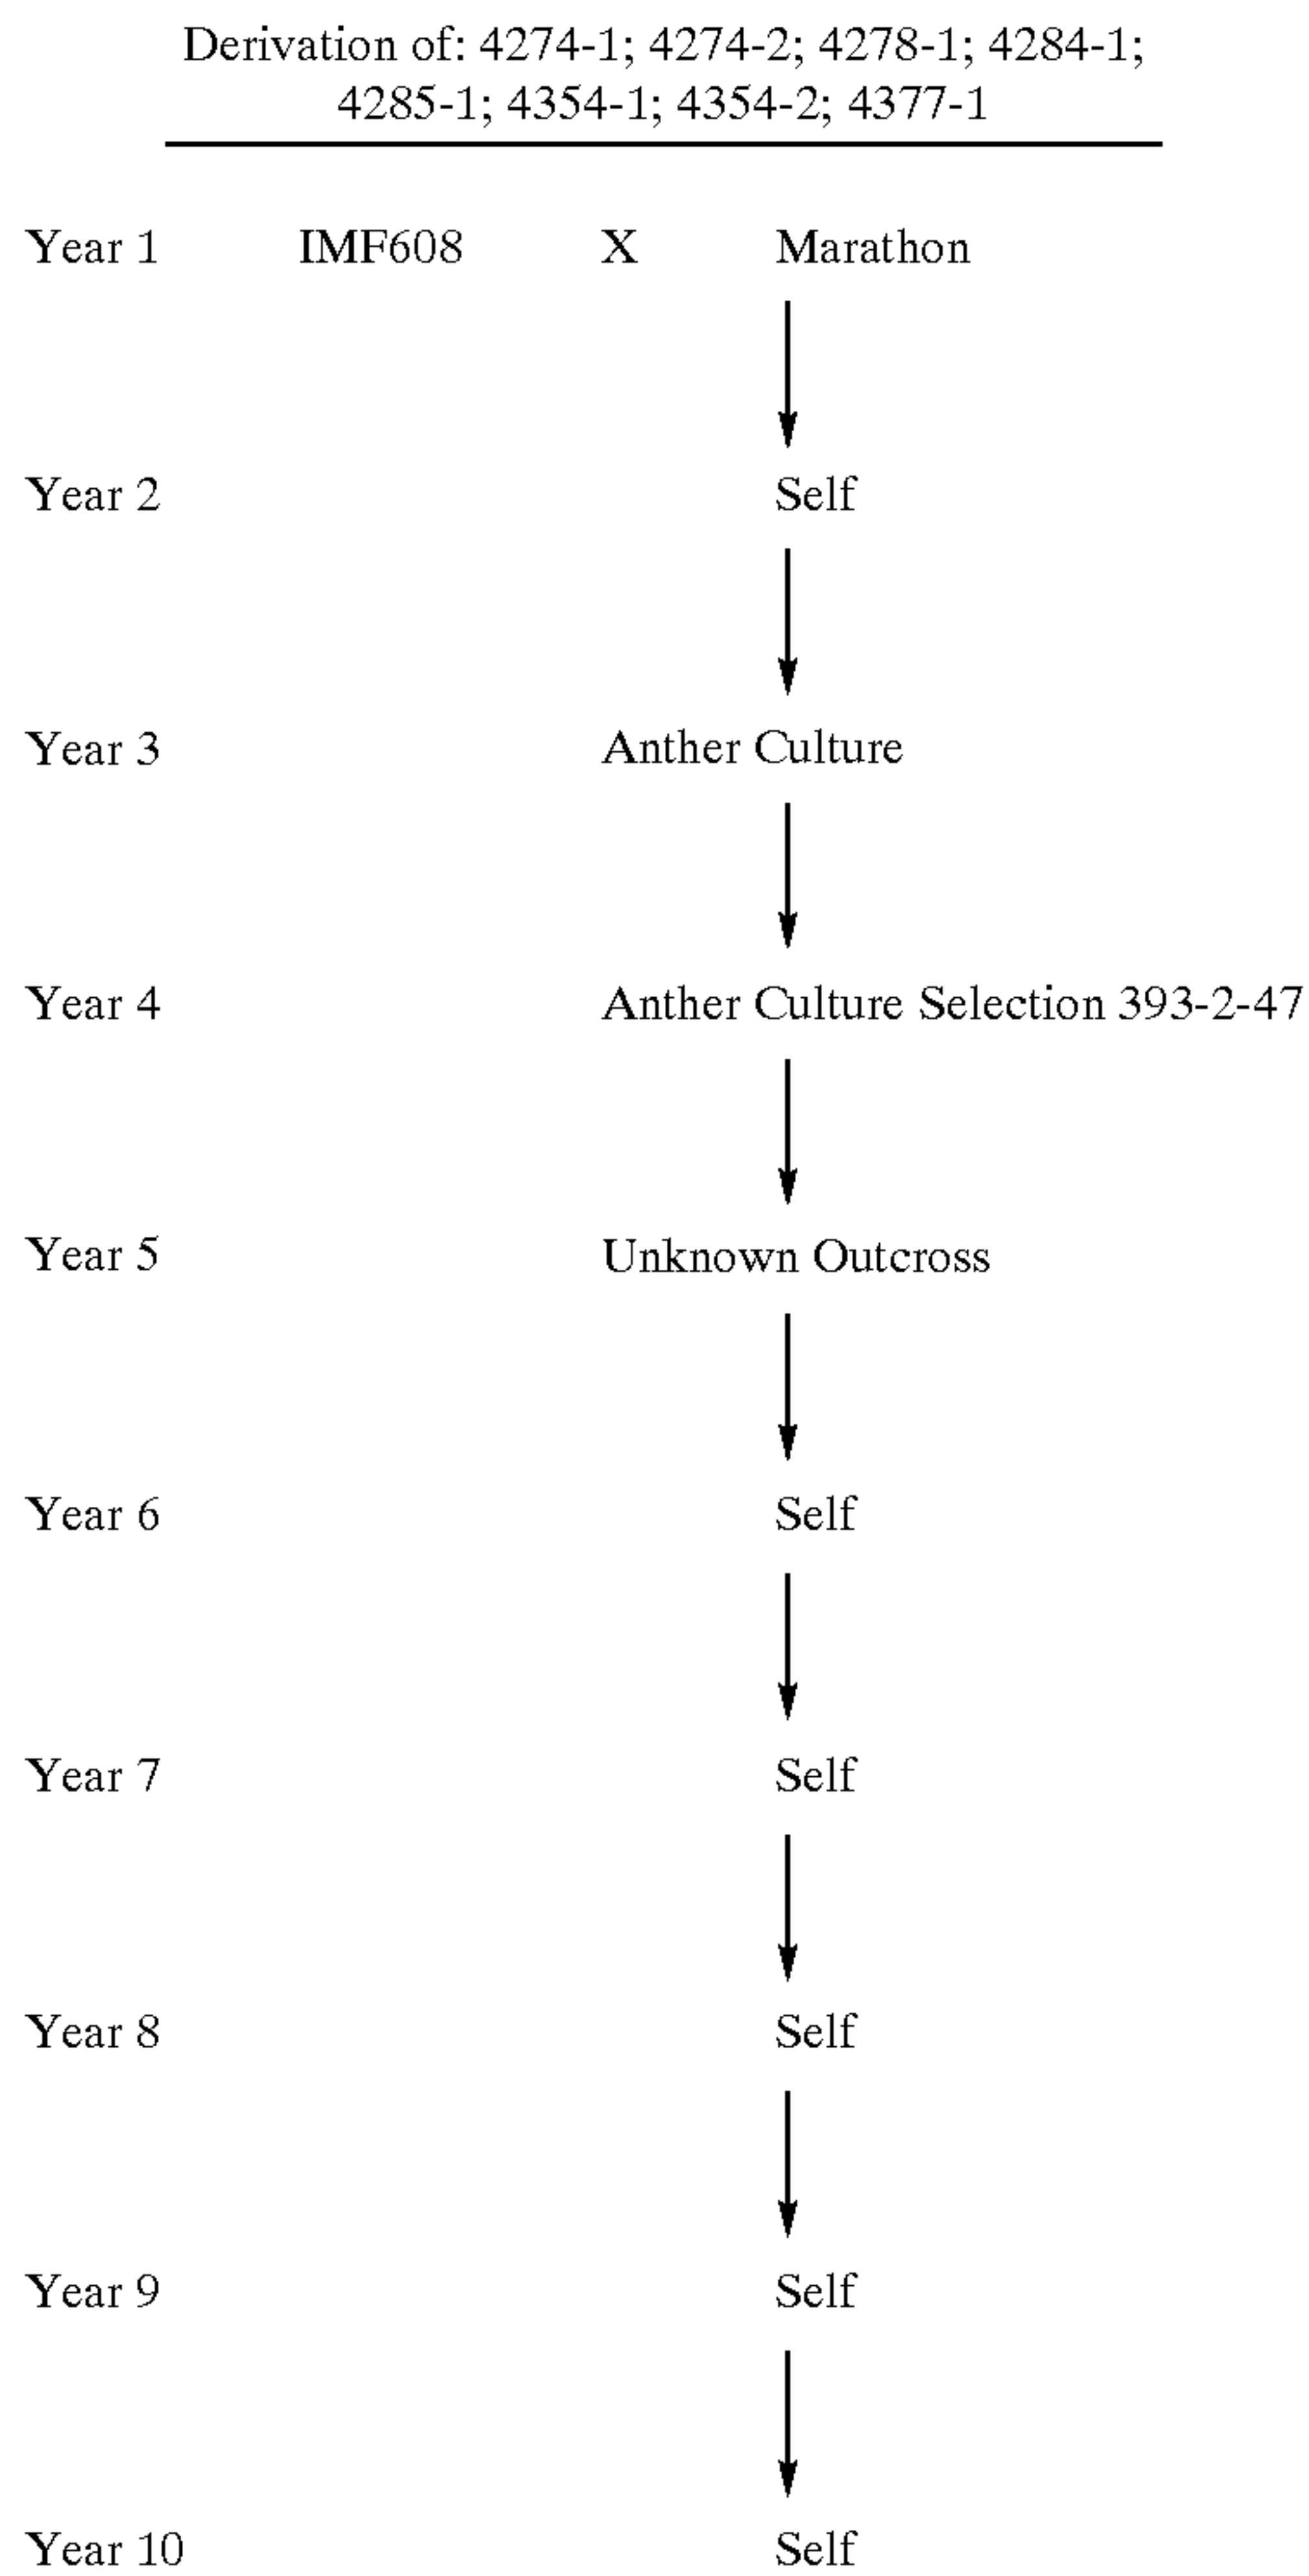 Derivation of: 4274-1; 4274-2; 4278-1; 4284-1;
4285-1; 4354-1; 4354-2; 4377-1
Year 1 IMF608 X Marathon
Year 2 Self
Year 3 Anther Culture
Year 4 Anther Culture Selection 393-2-47
Year 5 Unknown Outcross
Year 6 Self
Year 7 Self
Year 8 Self
Year 9 Self
Year 10 Self